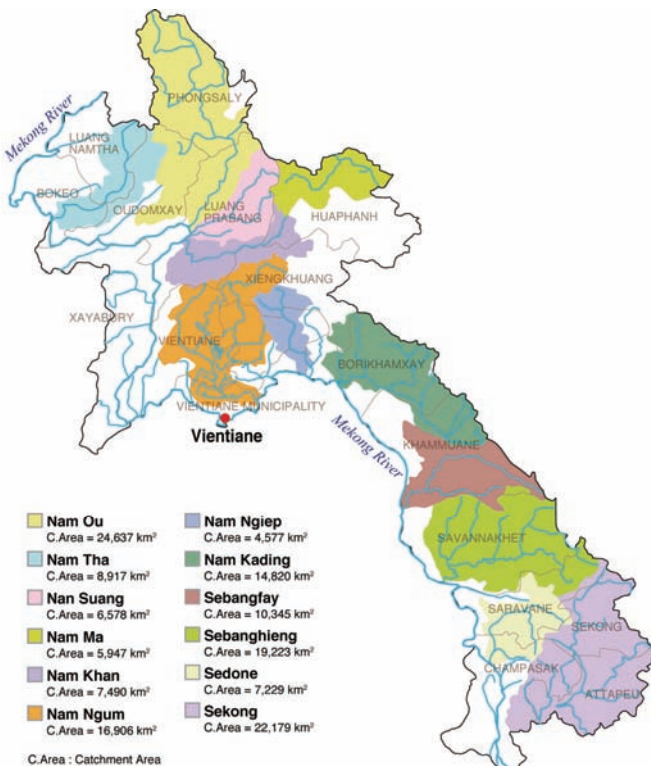 PHONGSALY
Mekong River
LUANG
NAMTHA
BOKEO
OUDOMXAY
LUANG
PRABANG
HUAPHANH
XIENGKHUANG
XAYABURY
VIENTIANE
BORIKHAMXAY
VIENTIANE MUNICIPALITY
Vientiane
Mekong River
KHAMMUANE
SAVANNAKHET
SARAVANE
SEKONG
CHAMPASAK
ATTAPEU
Nam Ou
C.Area = 24,637 km²
Nam Tha
C.Area = 8,917 km²
Nan Suang
C.Area = 6,578 km²
Nam Ma
C.Area = 5,947 km²
Nam Khan
C.Area = 7,490 km²
Nam Ngum
C.Area = 16,906 km²
Nam Ngiep
C.Area = 4,577 km²
Nam Kading
C.Area = 14,820 km²
Sebangfay
C.Area = 10,345 km²
Sebanghieng
C.Area = 19,223 km²
Sedone
C.Area = 7,229 km²
Sekong
C.Area = 22,179 km²
C.Area : Catchment Area